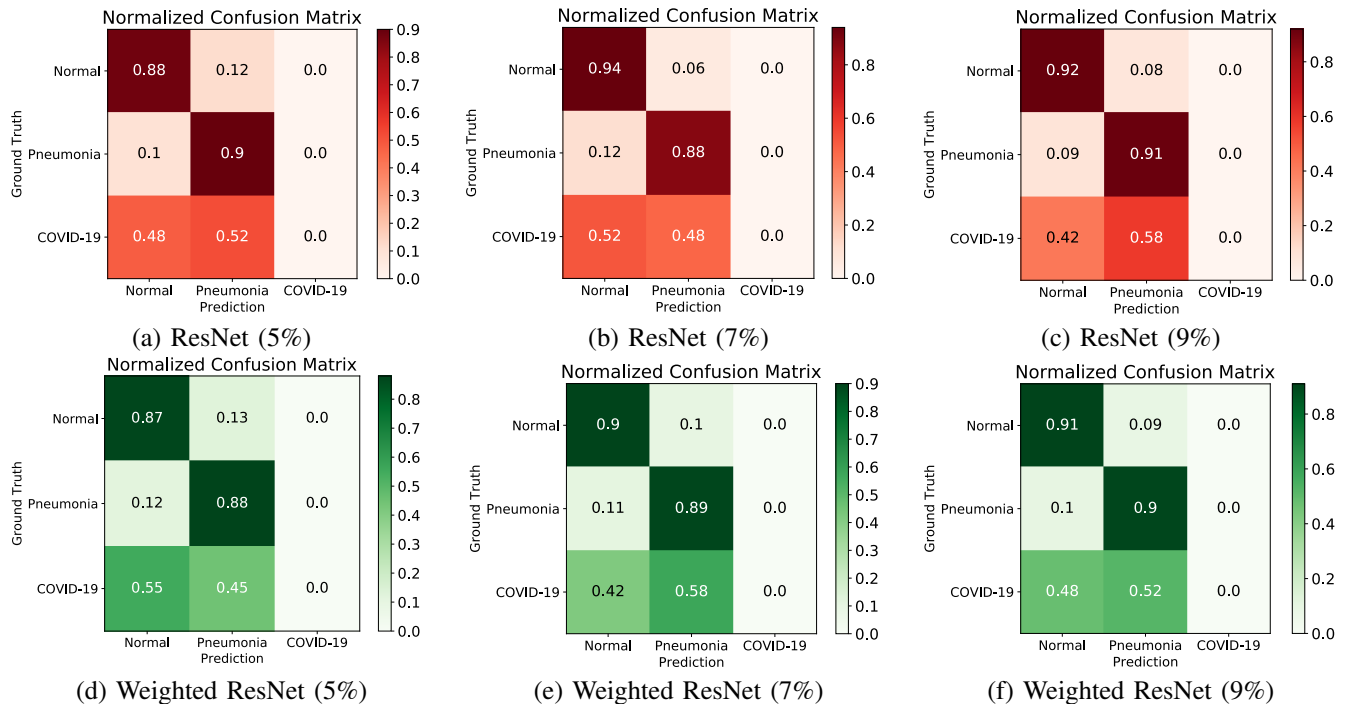 Normalized Confusion Matrix
Ground Truth
Normal
0.88 0.12 0.0
Pneumonia
0.1 0.9 0.0
COVID-19
0.48 0.52 0.0
Normal Pneumonia COVID-19
Prediction
0.9
0.8
0.7
0.6
0.5
0.4
0.3
0.2
0.1
0.0
(a) ResNet (5%)
Normalized Confusion Matrix
Ground Truth
Normal
0.94 0.06 0.0
Pneumonia
0.12 0.88 0.0
COVID-19
0.52 0.48 0.0
Normal Pneumonia COVID-19
Prediction
0.8
0.6
0.4
0.2
0.0
(b) ResNet (7%)
Normalized Confusion Matrix
Ground Truth
Normal
0.92 0.08 0.0
Pneumonia
0.09 0.91 0.0
COVID-19
0.42 0.58 0.0
Normal Pneumonia COVID-19
Prediction
0.8
0.6
0.4
0.2
0.0
(c) ResNet (9%)
Normalized Confusion Matrix
Ground Truth
Normal
0.87 0.13 0.0
Pneumonia
0.12 0.88 0.0
COVID-19
0.55 0.45 0.0
Normal Pneumonia COVID-19
Prediction
0.8
0.7
0.6
0.5
0.4
0.3
0.2
0.1
0.0
(d) Weighted ResNet (5%)
Normalized Confusion Matrix
Ground Truth
Normal
0.9 0.1 0.0
Pneumonia
0.11 0.89 0.0
COVID-19
0.42 0.58 0.0
Normal Pneumonia COVID-19
Prediction
0.9
0.8
0.7
0.6
0.5
0.4
0.3
0.2
0.1
0.0
(e) Weighted ResNet (7%)
Normalized Confusion Matrix
Ground Truth
Normal
0.91 0.09 0.0
Pneumonia
0.1 0.9 0.0
COVID-19
0.48 0.52 0.0
Normal Pneumonia COVID-19
Prediction
0.8
0.6
0.4
0.2
0.0
(f) Weighted ResNet (9%)